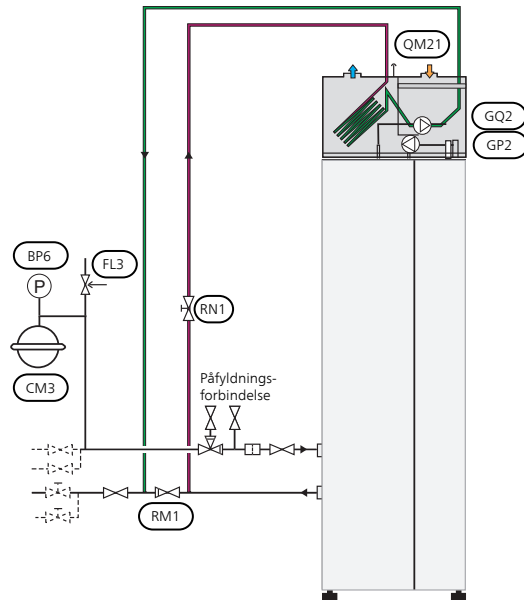 QM21
GQ2
GP2
BP6
FL3
P
RN1
CM3
Påfyldnings-
forbindelse
RM1